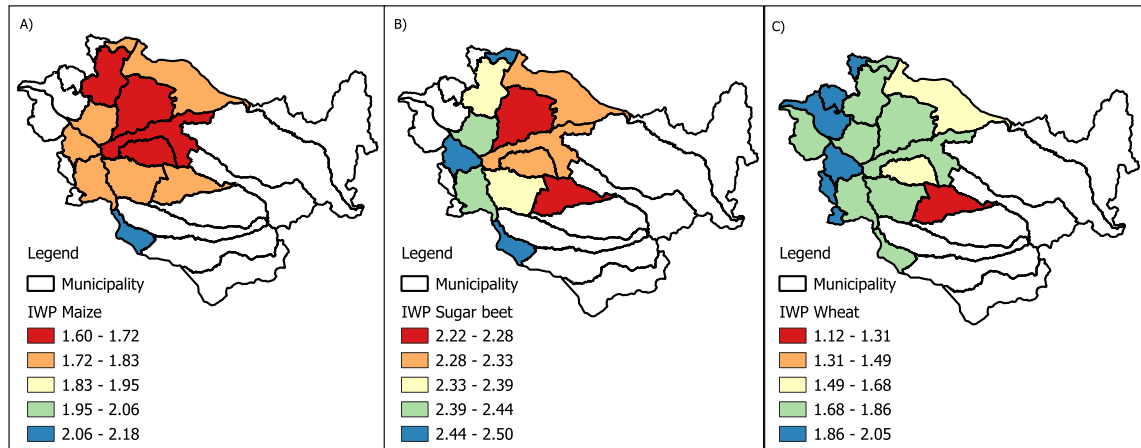 A)
Legend
Municipality
IWP Maize
1.60 - 1.72
1.72 - 1.83
1.83 - 1.95
1.95 - 2.06
2.06 - 2.18
B)
Legend
Municipality
IWP Sugar beet
2.22 - 2.28
2.28 - 2.33
2.33 - 2.39
2.39 - 2.44
2.44 - 2.50
C)
Legend
Municipality
IWP Wheat
1.12 - 1.31
1.31 - 1.49
1.49 - 1.68
1.68 - 1.86
1.86 - 2.05